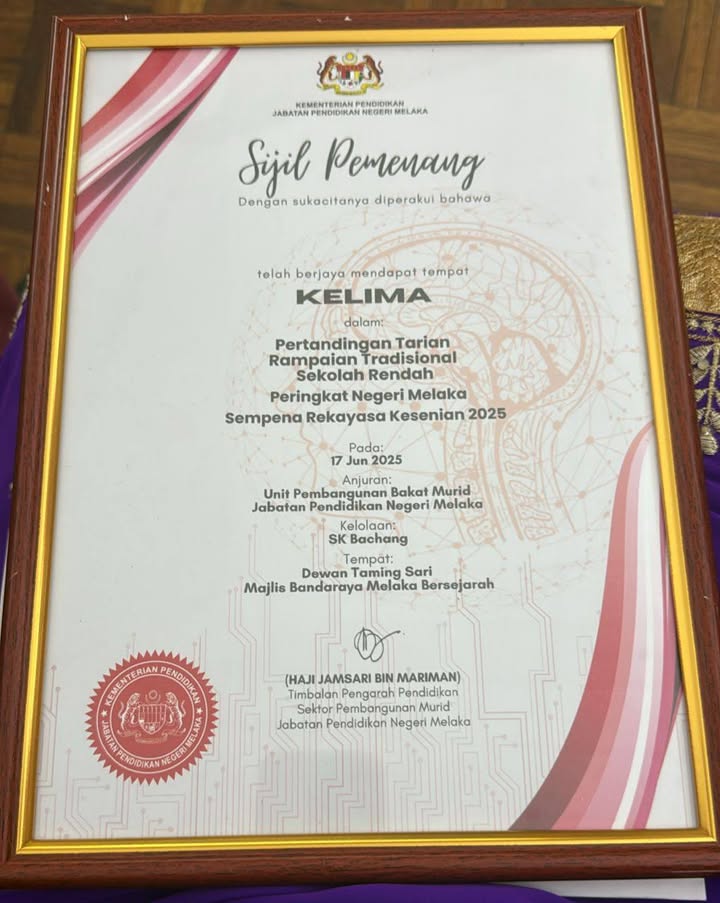 KEMENTERIAN PENDIDIKAN
JABATAN PENDIDIKAN NEGERI MELAKA
Sijil Pemenang
Dengan sukacitanya diperakui bahawa
telah berjaya mendapat tempat
KELIMA
dalam:
Pertandingan Tarian
Rampaian Tradisional
Sekolah Rendah
Peringkat Negeri Melaka
Sempena Rekayasa Kesenian 2025
Pada:
17 Jun 2025
Anjuran:
Unit Pembangunan Bakat Murid
Jabatan Pendidikan Negeri Melaka
Kelolaan:
SK Bachang
Tempat:
Dewan Taming Sari
Majlis Bandaraya Melaka Bersejarah
(HAJI JAMSARI BIN MARIMAN)
Timbalan Pengarah Pendidikan
Sektor Pembangunan Murid
Jabatan Pendidikan Negeri Melaka
KEMENTERIAN PENDIDIKAN
JABATAN PENDIDIKAN NEGERI MELAKA